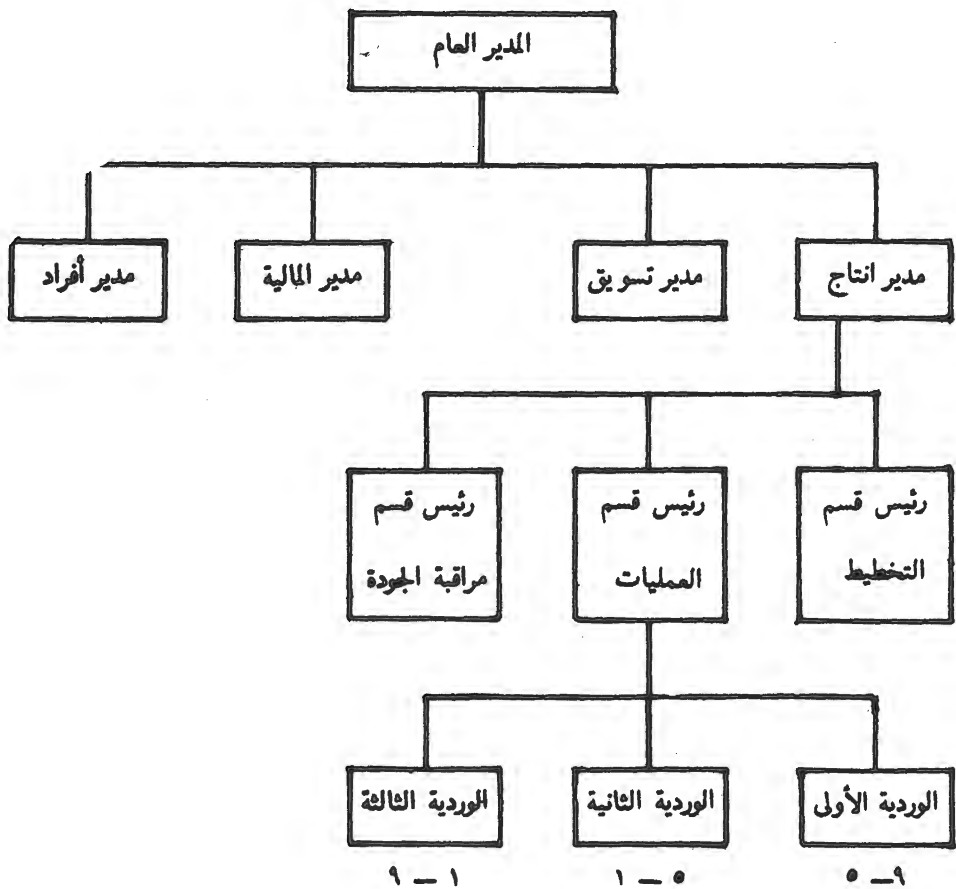 المدير العام
مدير انتاج
مدير تسويق
مدير المالية
مدير أفراد
رئيس قسم
التخطيط
رئيس قسم
العمليات
رئيس قسم
مراقبة الجودة
الوردية الأولى
الوردية الثانية
الوردية الثالثة
٩ — ٥
٥ — ١
١ — ٩